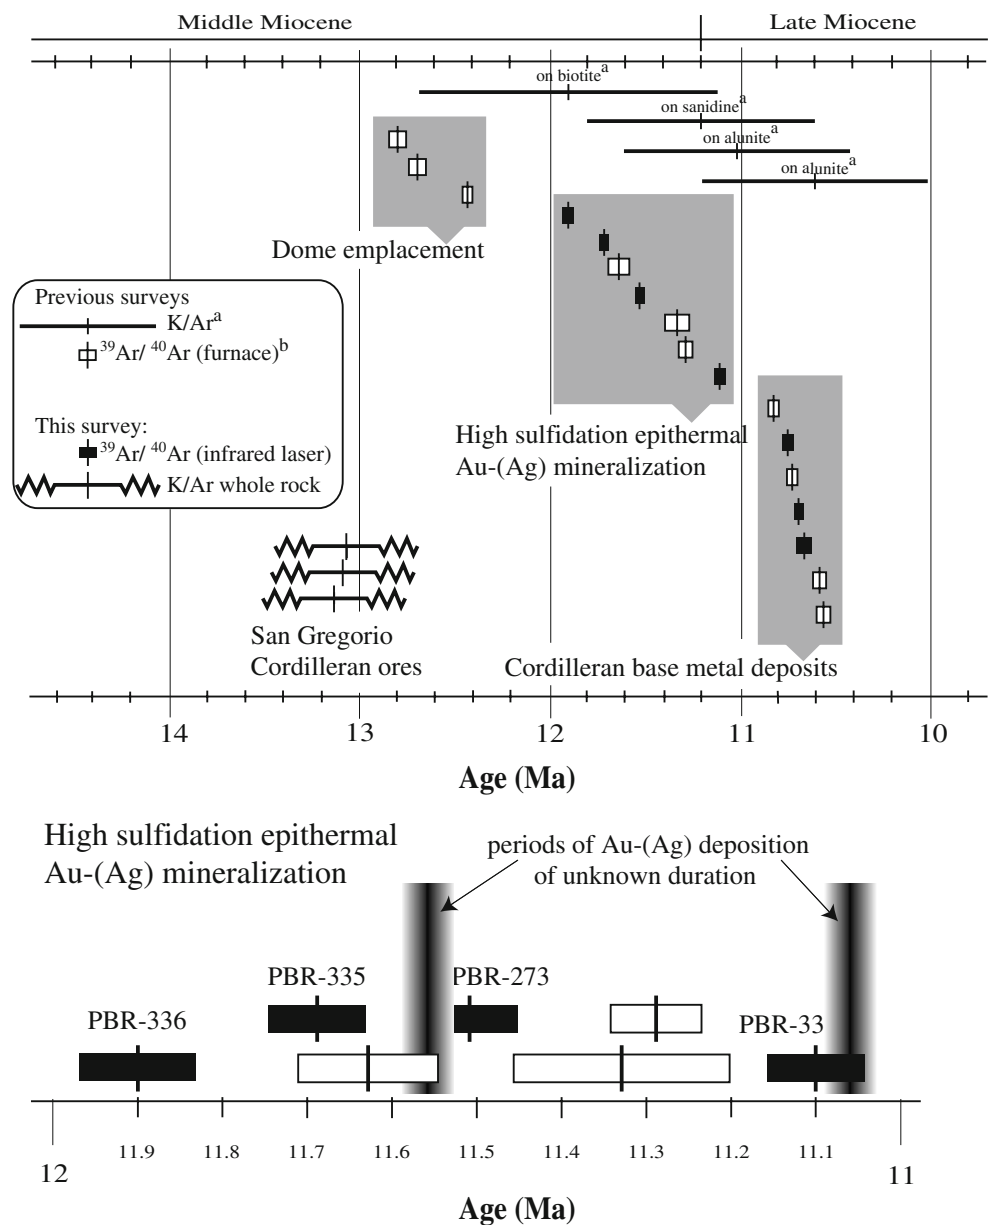 Middle Miocene
Late Miocene
on biotite^a
on sanidine^a
on alunite^a
on alunite^a
Dome emplacement
Previous surveys
K/Ar^a
³⁹Ar/ ⁴⁰Ar (furnace)^b
This survey:
³⁹Ar/ ⁴⁰Ar (infrared laser)
K/Ar whole rock
High sulfidation epithermal
Au-(Ag) mineralization
San Gregorio
Cordilleran ores
Cordilleran base metal deposits
14 13 12 11 10
Age (Ma)
High sulfidation epithermal
Au-(Ag) mineralization
periods of Au-(Ag) deposition
of unknown duration
PBR-335
PBR-273
PBR-336
PBR-33
12 11.9 11.8 11.7 11.6 11.5 11.4 11.3 11.2 11.1 11
Age (Ma)